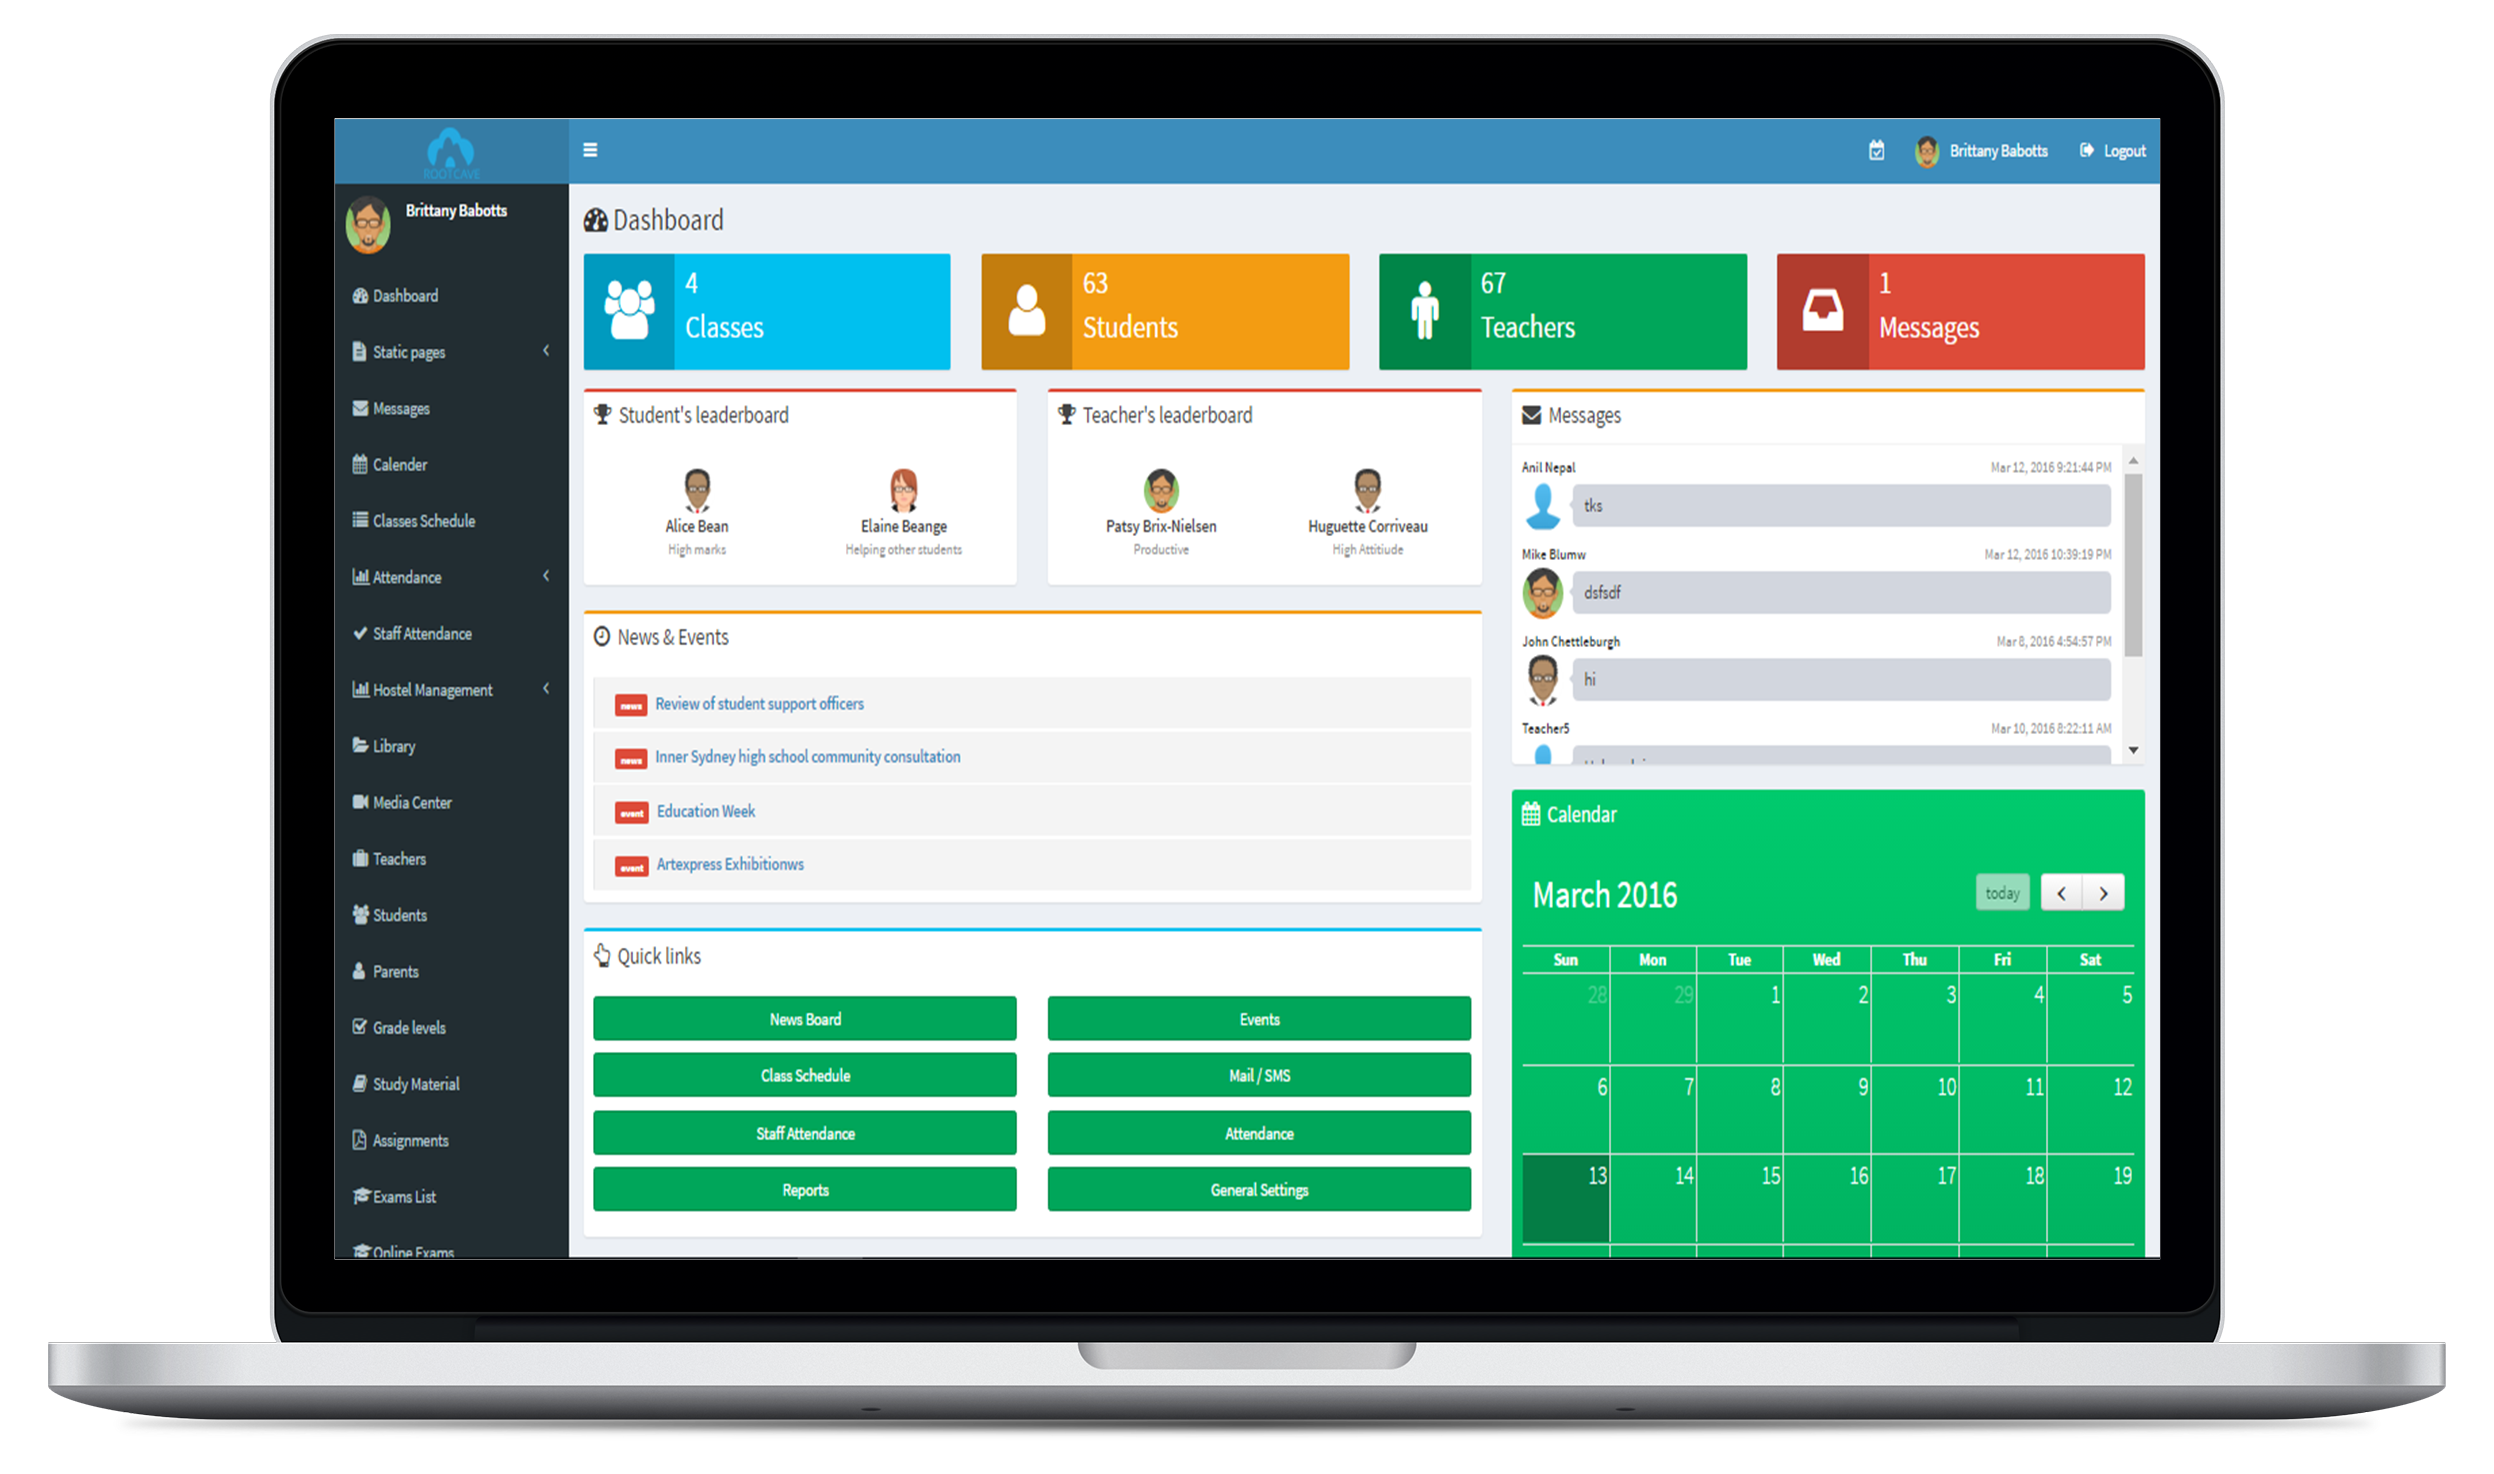 ROOTCAVE
Brittany Babotts
Logout
Brittany Babotts
Dashboard
Static pages
Messages
Calender
Classes Schedule
Attendance
Staff Attendance
Hostel Management
Library
Media Center
Teachers
Students
Parents
Grade levels
Study Material
Assignments
Exams List
Online Exams
Dashboard
4
Classes
63
Students
67
Teachers
1
Messages
Student's leaderboard
Alice Bean
High marks
Elaine Beange
Helping other students
Teacher's leaderboard
Patsy Brix-Nielsen
Productive
Huguette Corriveau
High Attitiude
News & Events
news Review of student support officers
news Inner Sydney high school community consultation
event Education Week
event Artexpress Exhibitionws
Quick links
News Board
Events
Class Schedule
Mail / SMS
Staff Attendance
Attendance
Reports
General Settings
Messages
Anil Nepal Mar 12, 2016 9:21:44 PM
tks
Mike Blumw Mar 12, 2016 10:39:19 PM
dsfsdf
John Chettleburgh Mar 8, 2016 4:54:57 PM
hi
Teacher5 Mar 10, 2016 8:22:11 AM
Calendar
March 2016
today
Sun Mon Tue Wed Thu Fri Sat
28 29 1 2 3 4 5
6 7 8 9 10 11 12
13 14 15 16 17 18 19